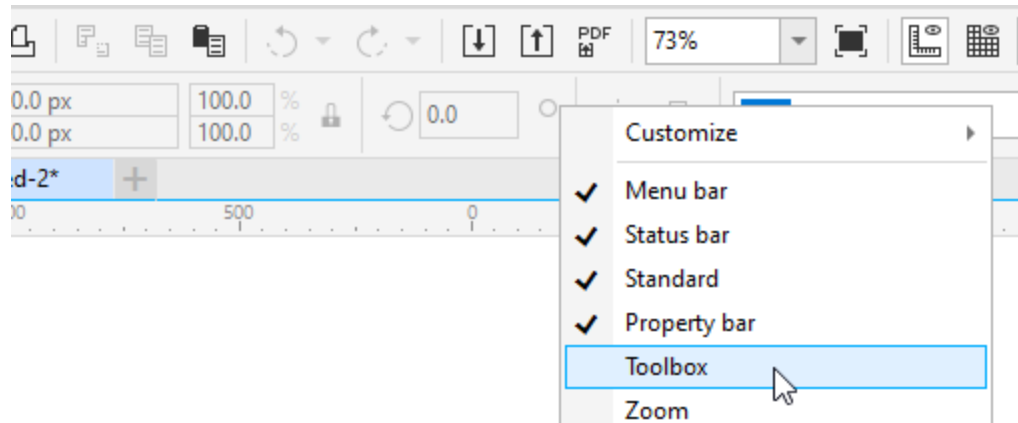 PDF
73%
0.0 px
100.0 %
0.0 px
100.0 %
0.0
Customize
d-2*
Menu bar
00
500
0
Status bar
Standard
Property bar
Toolbox
Zoom